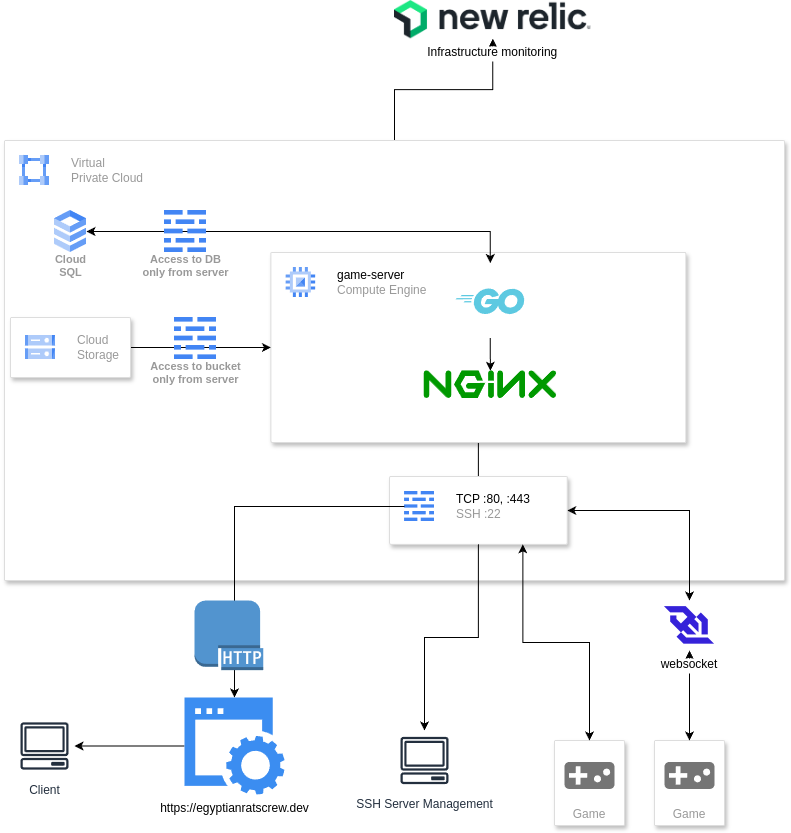 new relic.
Infrastructure monitoring
Virtual
Private Cloud
Cloud
SQL
Access to DB
only from server
game-server
Compute Engine
GO
Cloud
Storage
Access to bucket
only from server
NGiNX
TCP :80, :443
SSH :22
HTTP
websocket
Client
https://egyptianratscrew.dev
SSH Server Management
Game
Game